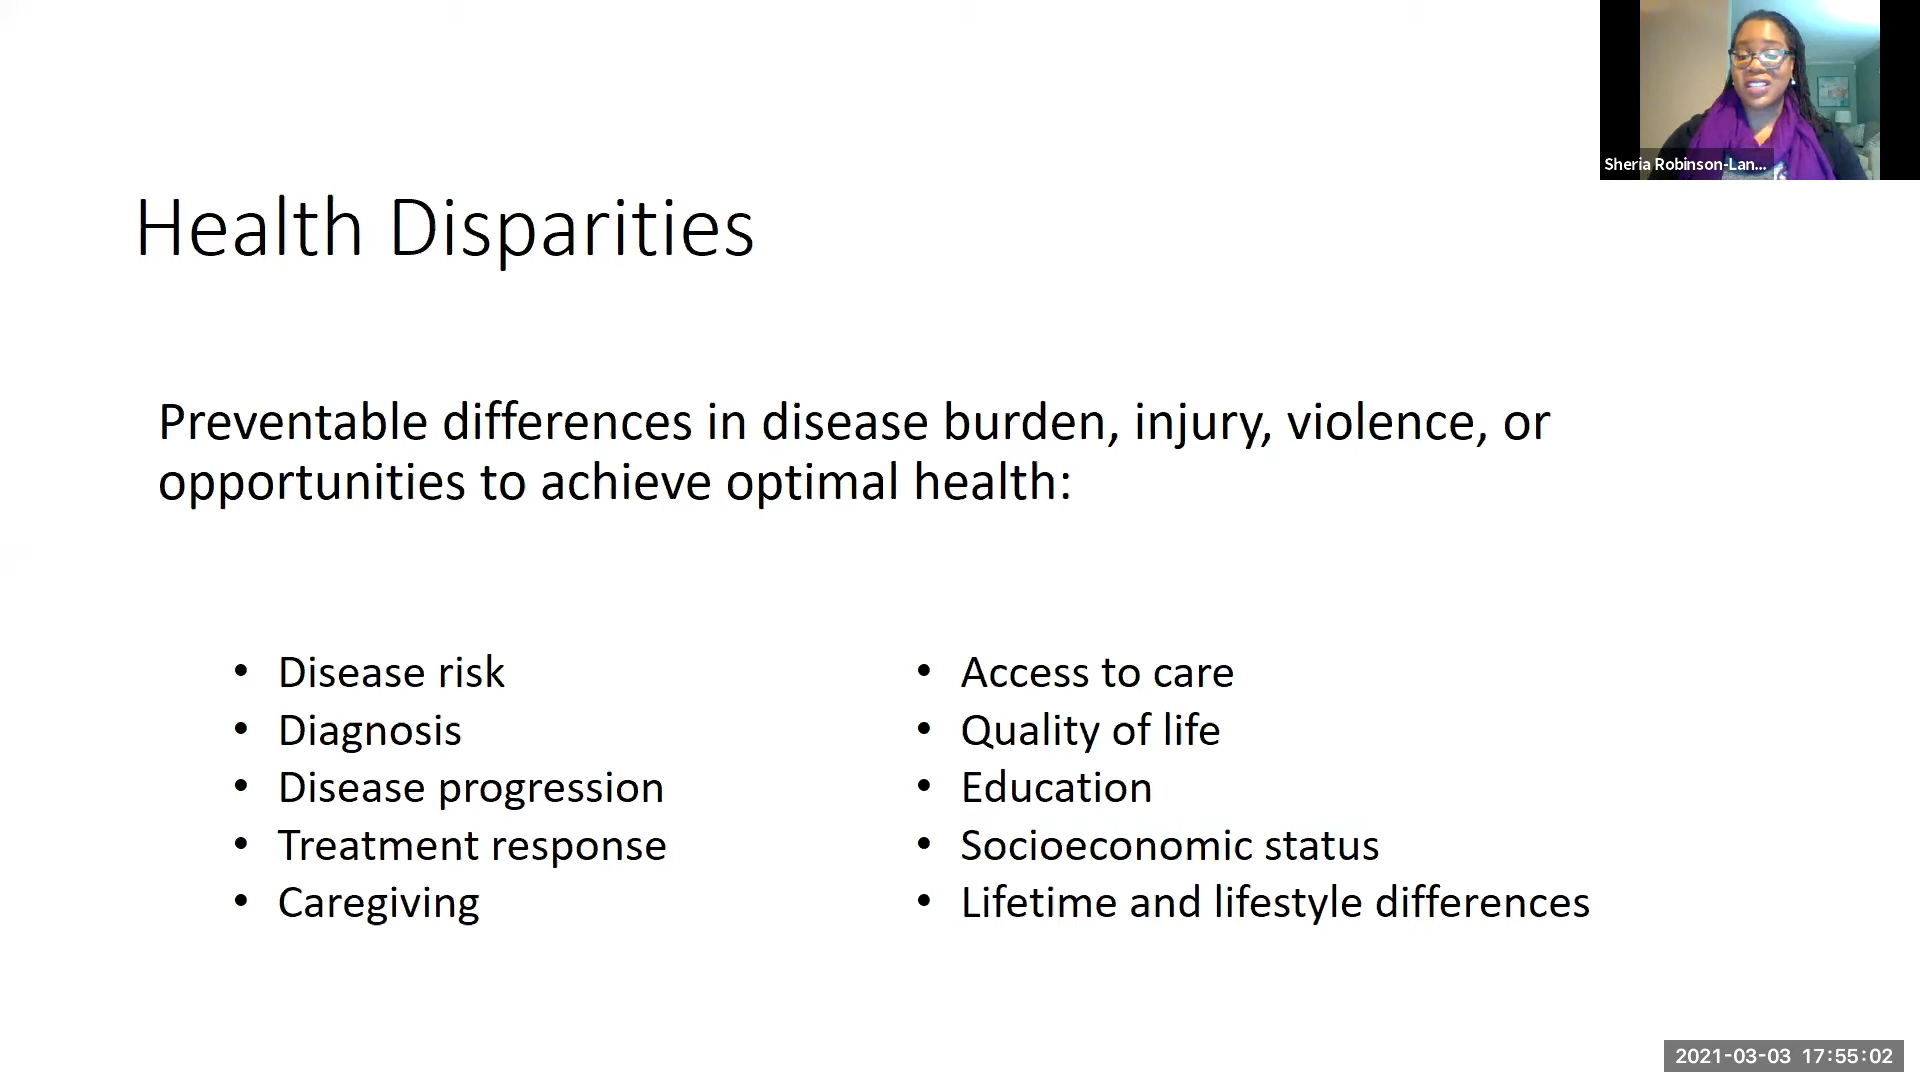 Sheria Robinson-Lan...
Health Disparities
Preventable differences in disease burden, injury, violence, or
opportunities to achieve optimal health:
• Disease risk
• Diagnosis
• Disease progression
• Treatment response
• Caregiving
• Access to care
• Quality of life
• Education
• Socioeconomic status
• Lifetime and lifestyle differences
2021-03-03 17:55:02